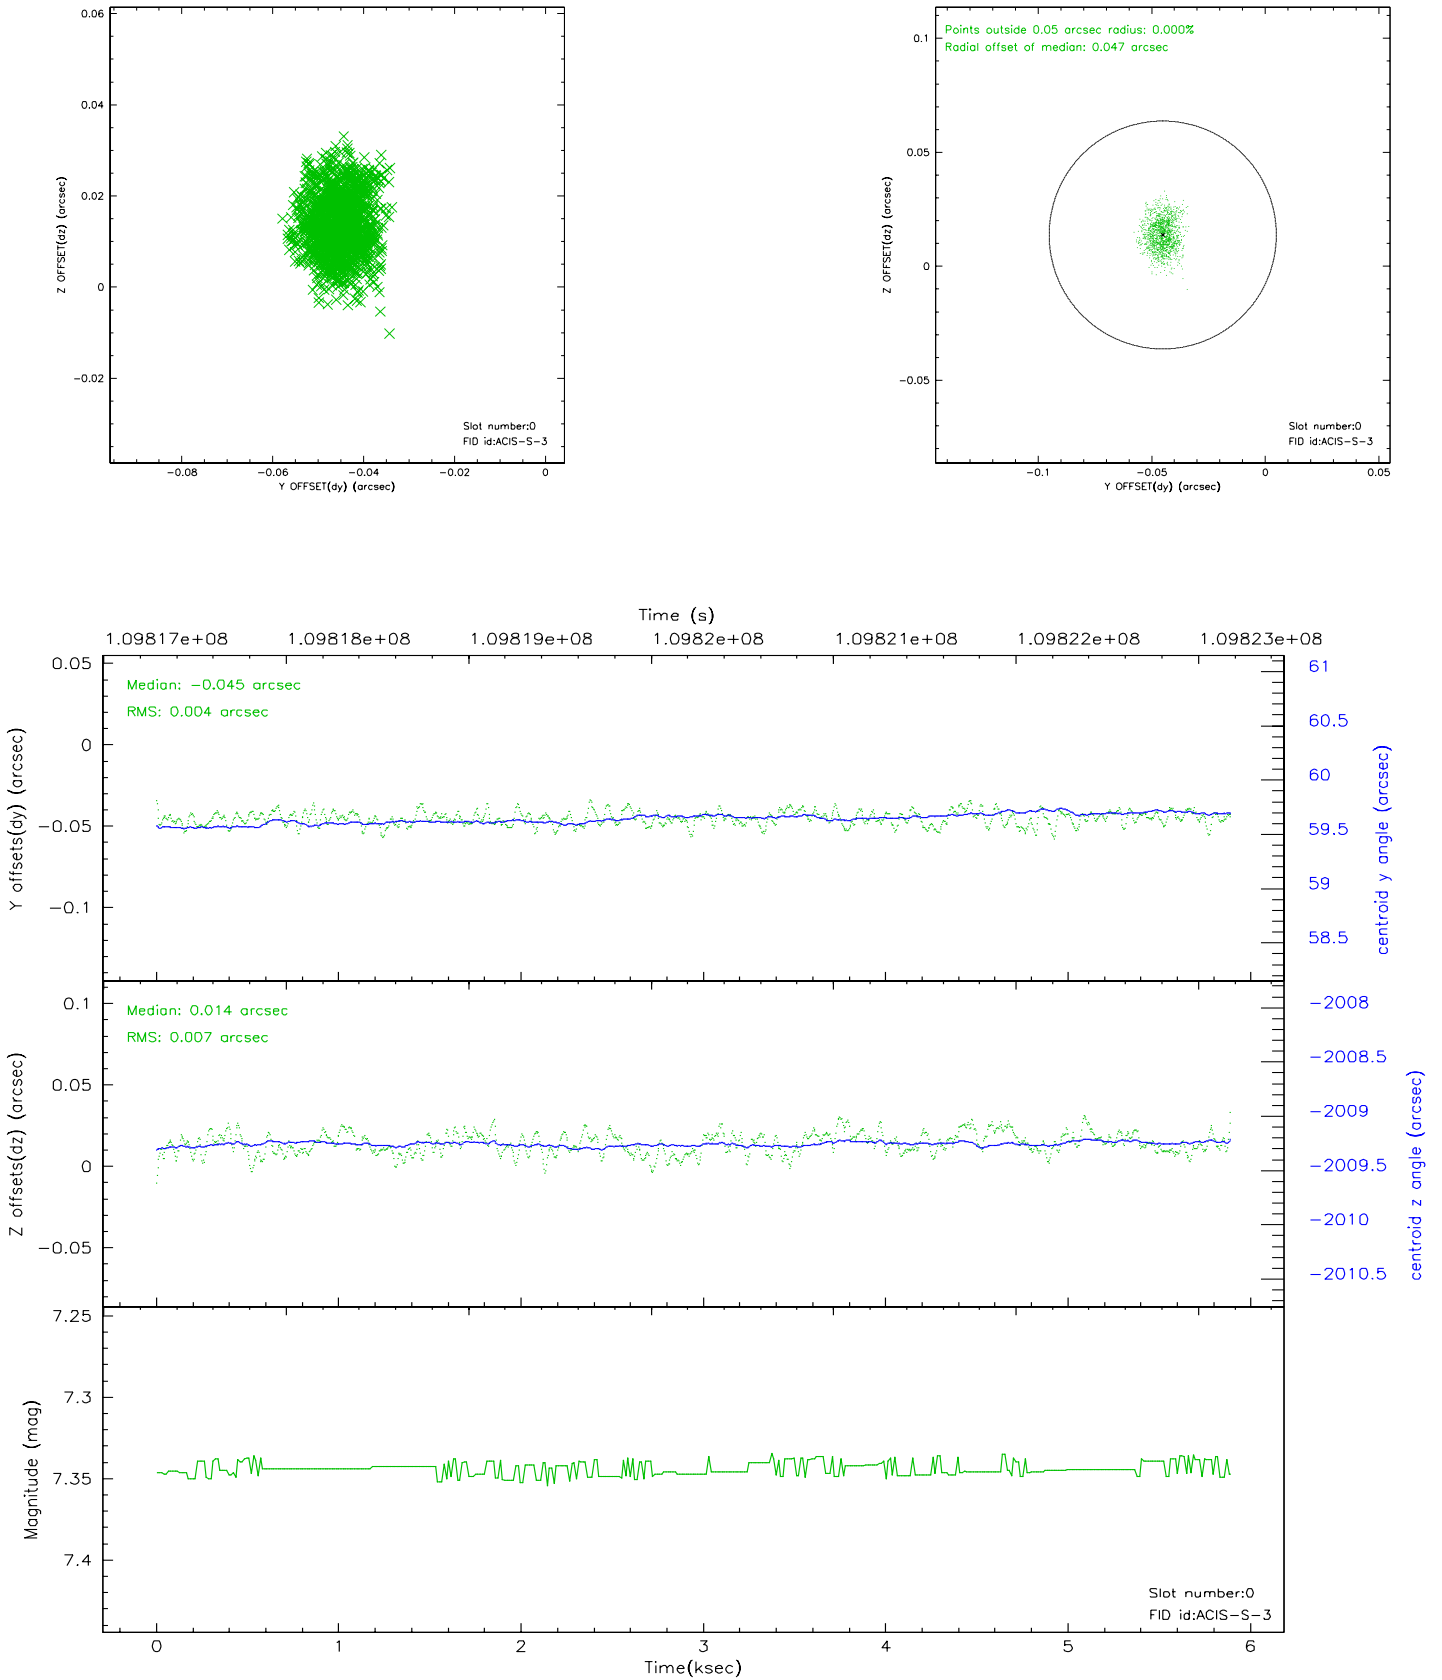 0.06
0.04
0.02
0
−0.02
Z OFFSET(dz) (arcsec)
Slot number:0
FID id:ACIS−S−3
−0.08
−0.06
−0.04
−0.02
0
Y OFFSET(dy) (arcsec)
Points outside 0.05 arcsec radius: 0.000%
Radial offset of median: 0.047 arcsec
0.1
0.05
0
−0.05
Z OFFSET(dz) (arcsec)
Slot number:0
FID id:ACIS−S−3
−0.1
−0.05
0
0.05
Y OFFSET(dy) (arcsec)
Time (s)
1.09817e+08
1.09818e+08
1.09819e+08
1.0982e+08
1.09821e+08
1.09822e+08
1.09823e+08
Median: −0.045 arcsec
RMS: 0.004 arcsec
0.05
0
−0.05
−0.1
Y offsets(dy) (arcsec)
61
60.5
60
59.5
59
58.5
centroid y angle (arcsec)
Median: 0.014 arcsec
RMS: 0.007 arcsec
0.1
0.05
0
−0.05
Z offsets(dz) (arcsec)
−2008
−2008.5
−2009
−2009.5
−2010
−2010.5
centroid z angle (arcsec)
7.25
7.3
7.35
7.4
Magnitude (mag)
Slot number:0
FID id:ACIS−S−3
0
1
2
3
4
5
6
Time(ksec)